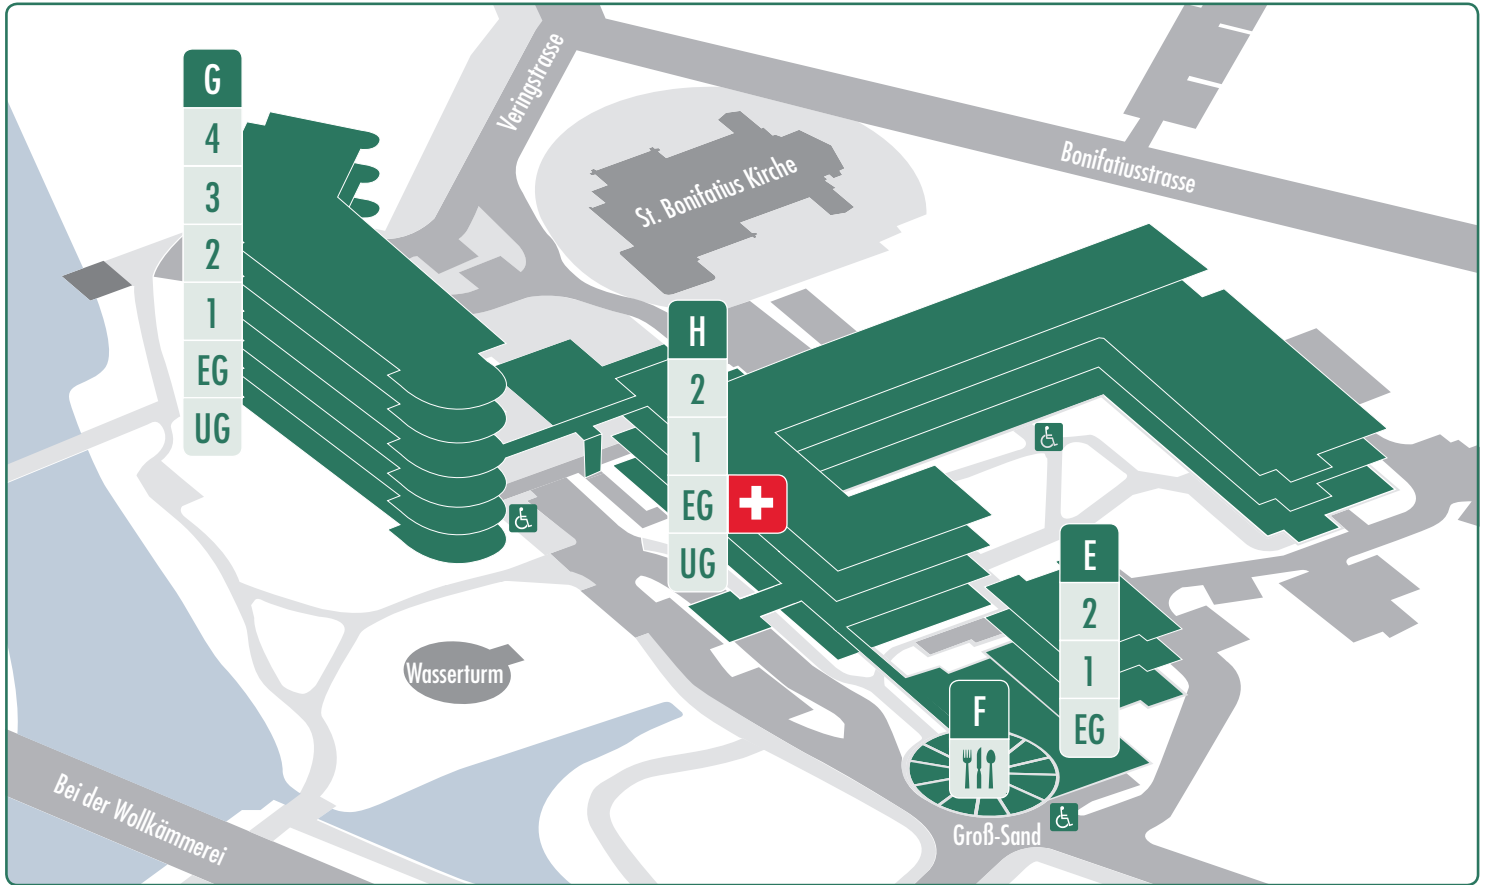 G
4
3
2
1
EG
UG
Veringstrasse
St. Bonifatius Kirche
Bonifatiusstrasse
H
2
1
EG
UG
E
2
1
EG
F
Wasserturm
Groß-Sand
Bei der Wollkämmerei